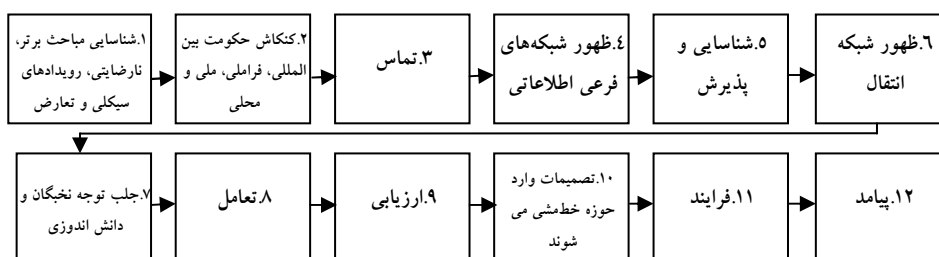 ۱.شناسایی مباحث برتر،
نارضایتی، رویدادهای
سیکلی و تعارض
۲.کنکاش حکومت بین
المللی، فراملی، ملی و
محلی
۳.تماس
۴.ظهور شبکه‌های
فرعی اطلاعاتی
۵.شناسایی و
پذیرش
۶.ظهور شبکه
انتقال
۷.جلب توجه نخبگان و
دانش اندوزی
۸.تعامل
۹.ارزیابی
۱۰.تصمیمات وارد
حوزه خط‌مشی می
شوند
۱۱.فرایند
۱۲.پیامد